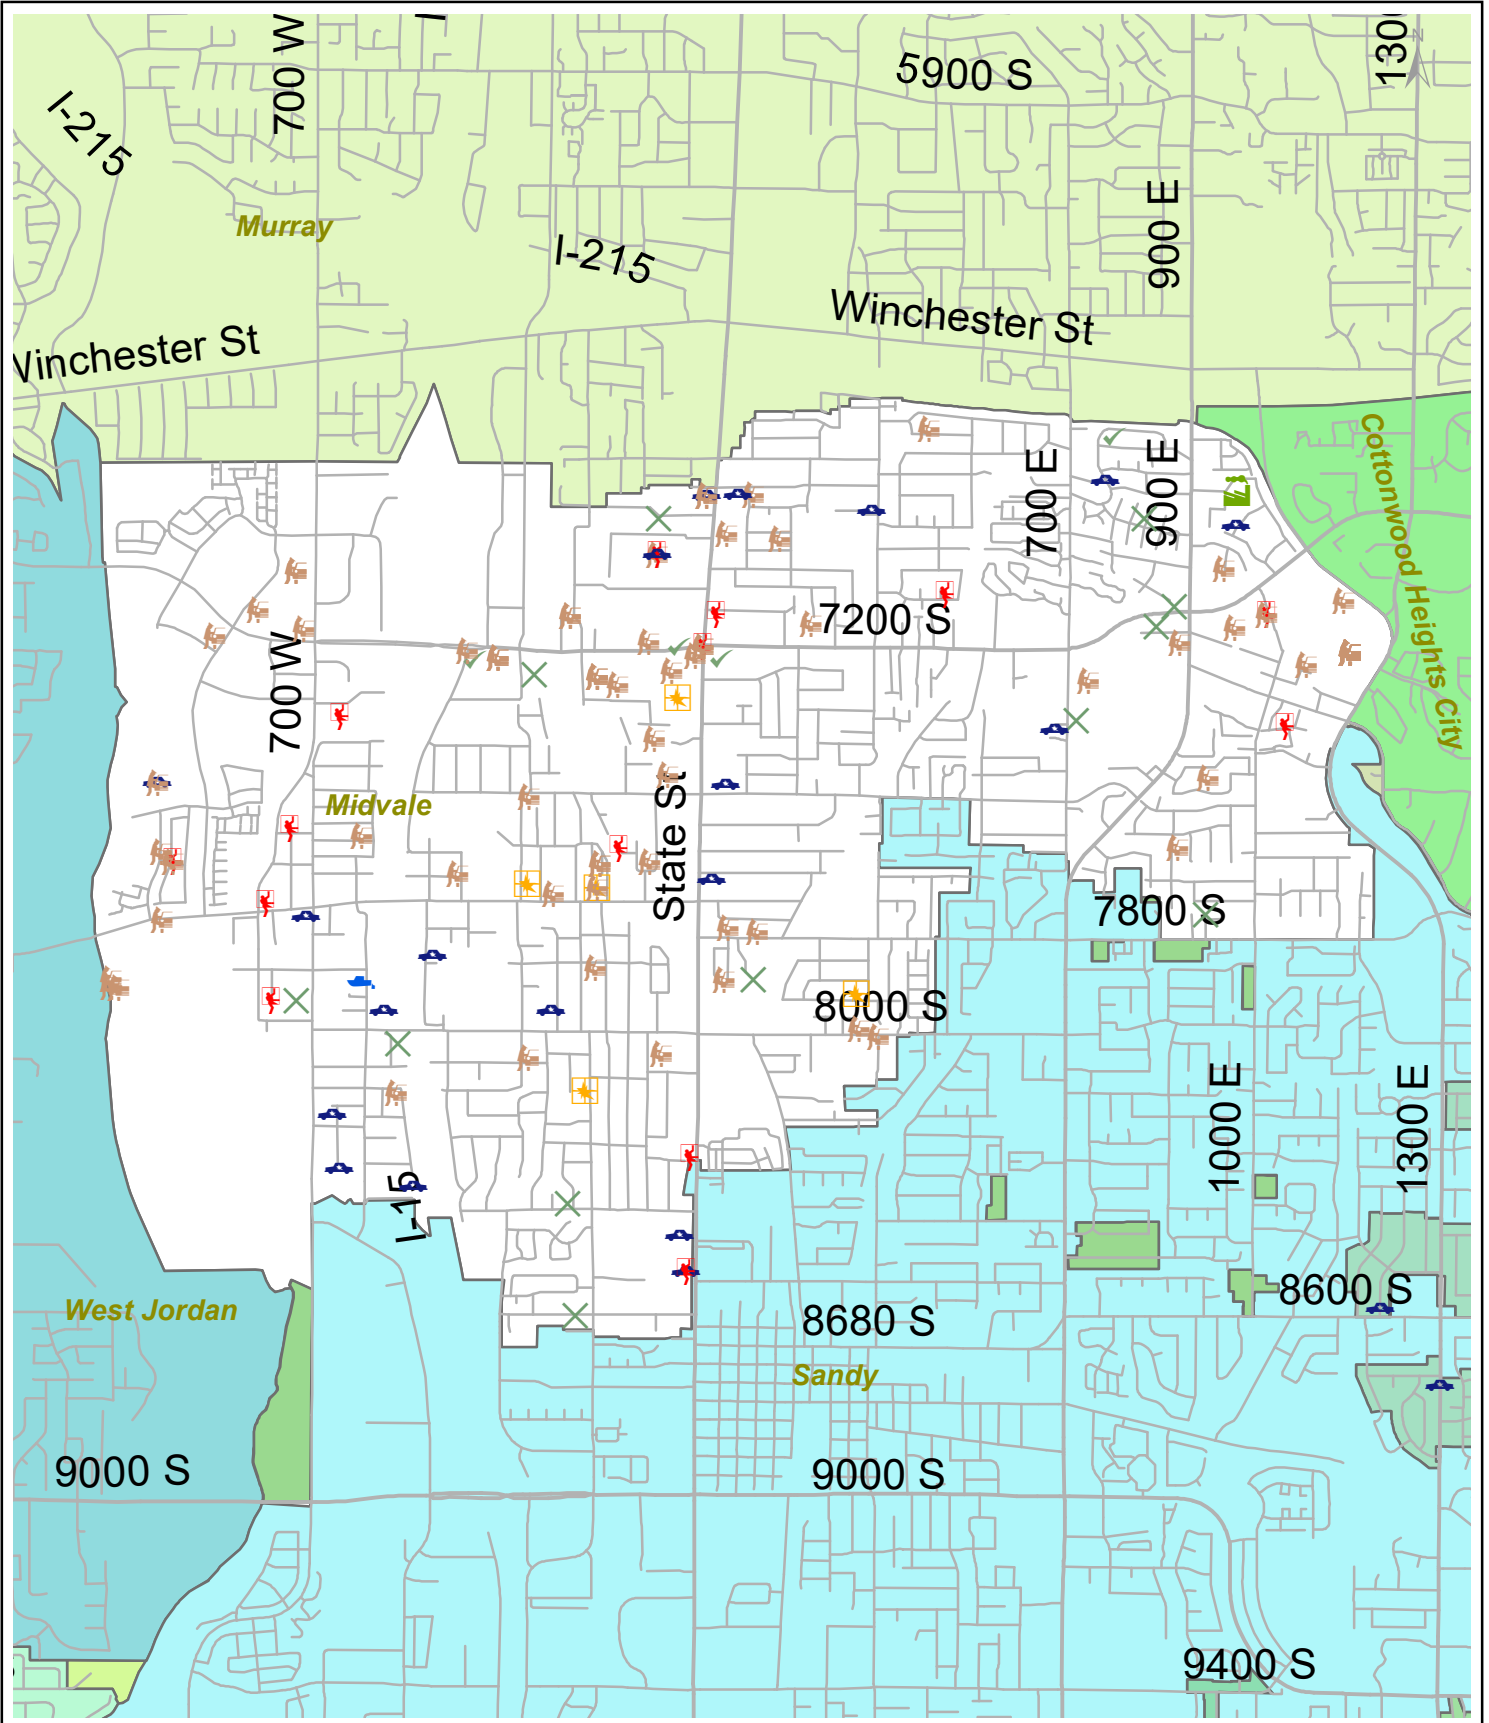 700 W
5900 S
1300
I-215
900 E
Murray
I-215
Winchester St
Winchester St
Cottonwood Heights City
700 E
900 E
7200 S
700 W
Midvale
State St
7800 S
8000 S
1000 E
1300 E
I-15
8600 S
West Jordan
8680 S
Sandy
9000 S
9000 S
9400 S